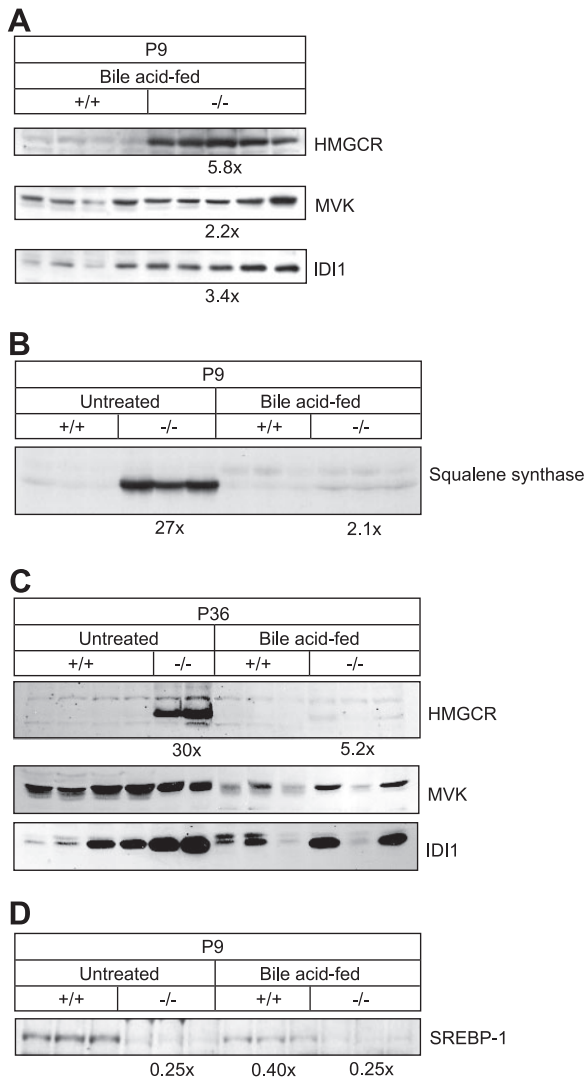 A
P9
Bile acid-fed
+/+ -/-
HMGCR
5.8x
MVK
2.2x
IDI1
3.4x
B
P9
Untreated Bile acid-fed
+/+ -/- +/+ -/-
Squalene synthase
27x 2.1x
C
P36
Untreated Bile acid-fed
+/+ -/- +/+ -/-
HMGCR
30x 5.2x
MVK
IDI1
D
P9
Untreated Bile acid-fed
+/+ -/- +/+ -/-
SREBP-1
0.25x 0.40x 0.25x